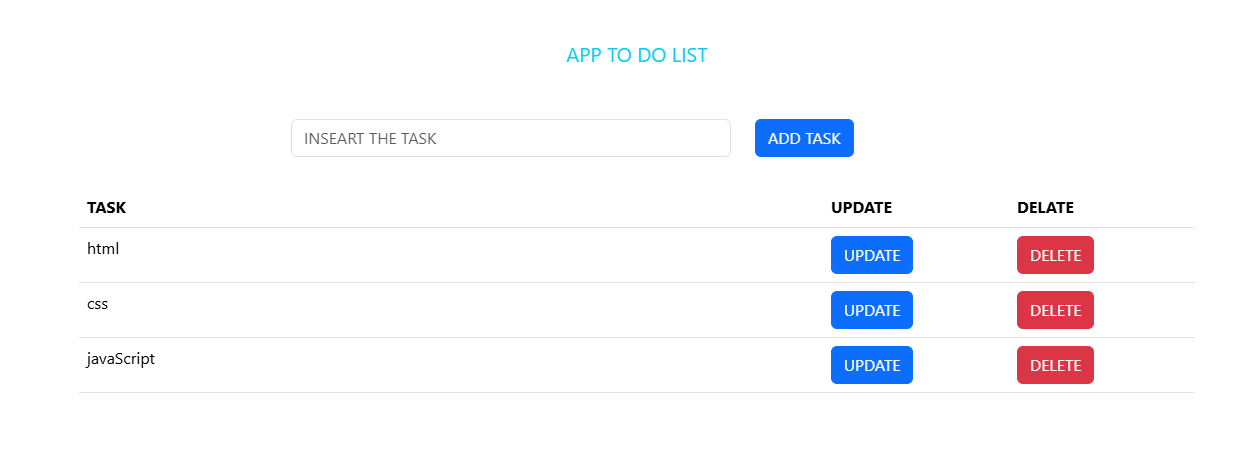 APP TO DO LIST
INSEART THE TASK
ADD TASK
TASK UPDATE DELATE
html UPDATE DELETE
css UPDATE DELETE
javaScript UPDATE DELETE